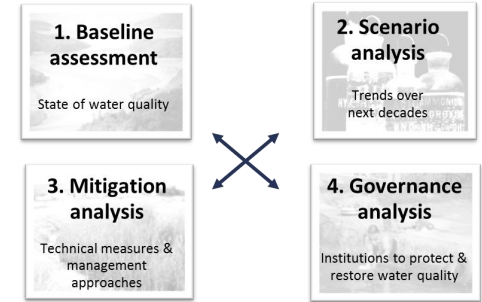 1. Baseline
assessment
State of water quality
2. Scenario
analysis
Trends over
next decades
3. Mitigation
analysis
Technical measures &
management
approaches
4. Governance
analysis
Institutions to protect &
restore water quality